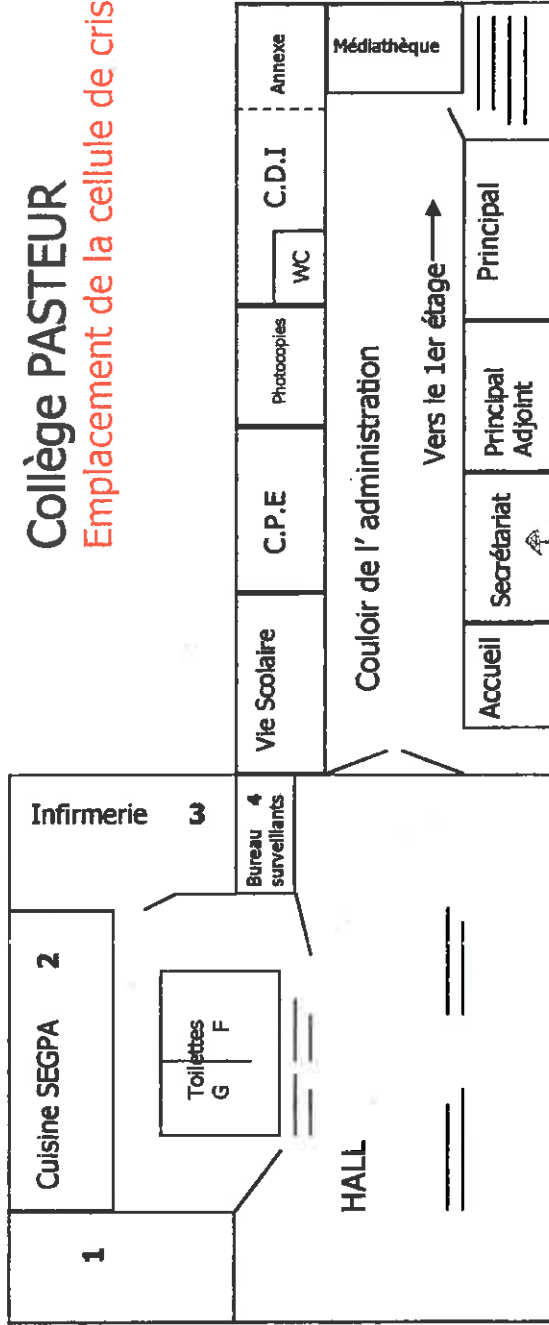 Collège PASTEUR
Emplacement de la cellule de cris
Annexe
Médiathèque
C.D.I
WC
Photocopies
C.P.E
Vie Scolaire
Couloir de l' administration
Vers le 1er étage
Principal
Principal
Adjoint
Secrétariat
Accueil
Infirmerie 3
Bureau 4
surveillants
Cuisine SEGPA 2
Toilettes
G F
1
HALL